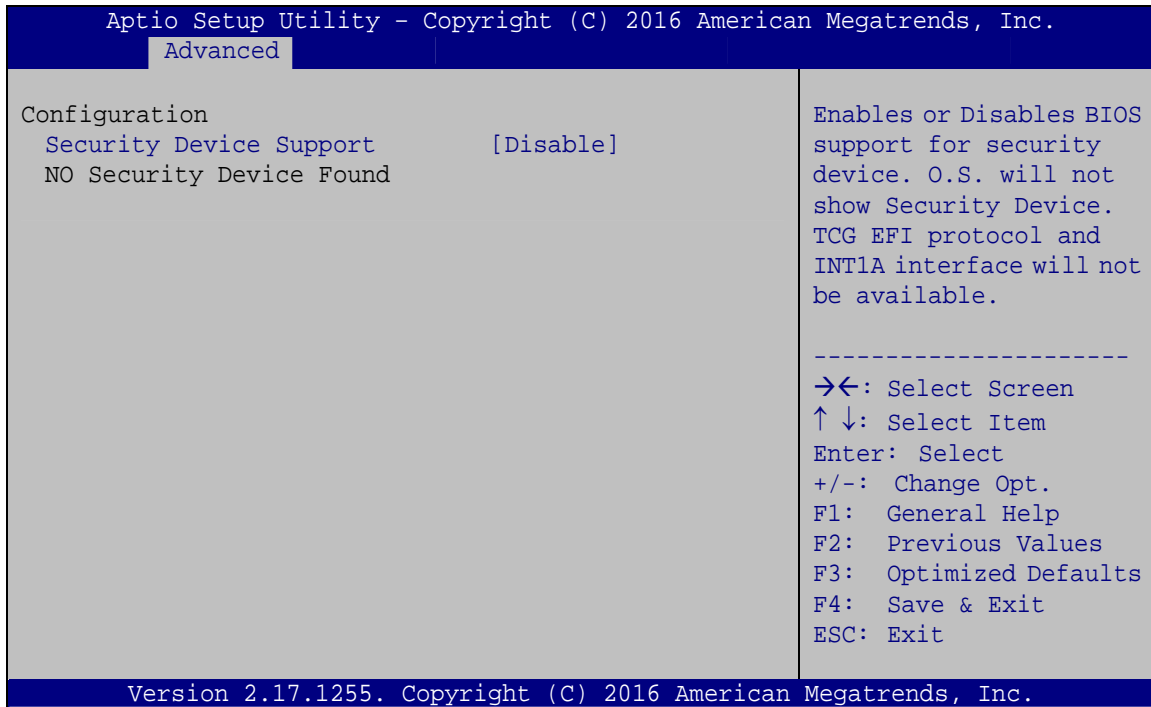 Aptio Setup Utility – Copyright (C) 2016 American Megatrends, Inc.
Advanced
Configuration
Security Device Support [Disable]
NO Security Device Found
Enables or Disables BIOS
support for security
device. O.S. will not
show Security Device.
TCG EFI protocol and
INT1A interface will not
be available.
----------------------
→←: Select Screen
↑ ↓: Select Item
Enter: Select
+/-: Change Opt.
F1: General Help
F2: Previous Values
F3: Optimized Defaults
F4: Save & Exit
ESC: Exit
Version 2.17.1255. Copyright (C) 2016 American Megatrends, Inc.